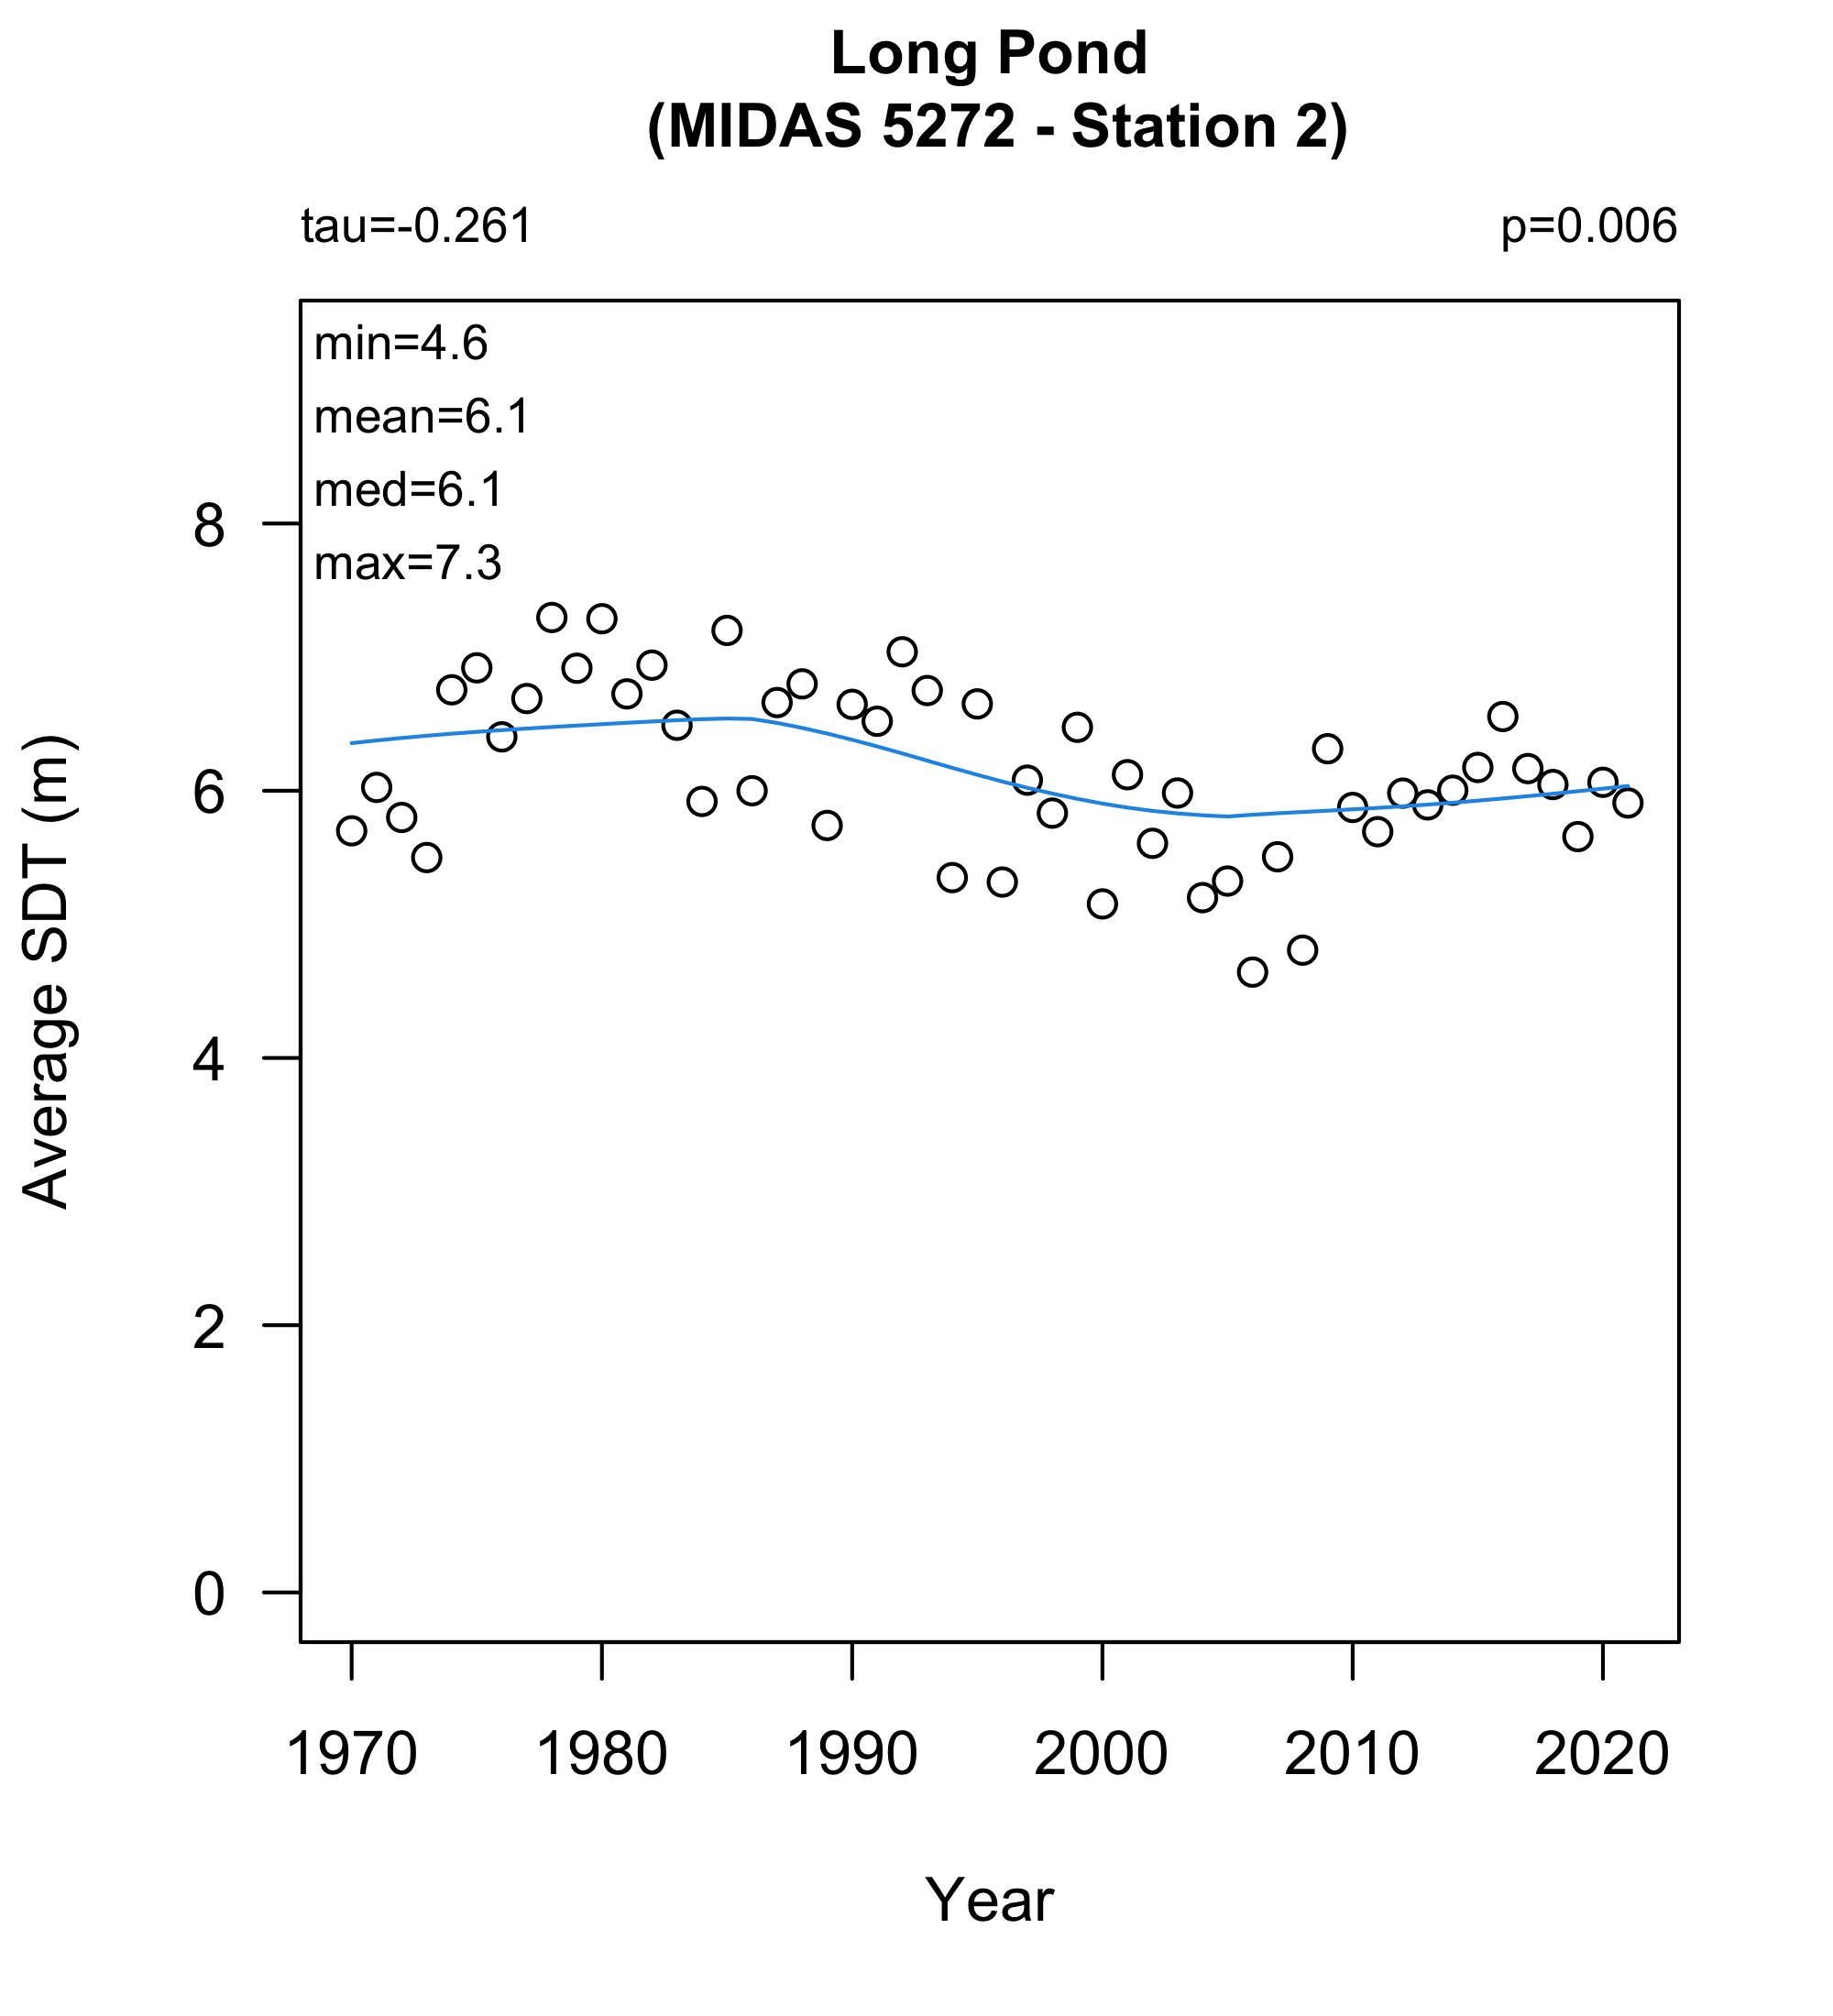 Long Pond
(MIDAS 5272 - Station 2)
tau=-0.261
p=0.006
min=4.6
mean=6.1
med=6.1
max=7.3
8
6
4
2
0
Average SDT (m)
1970 1980 1990 2000 2010 2020
Year